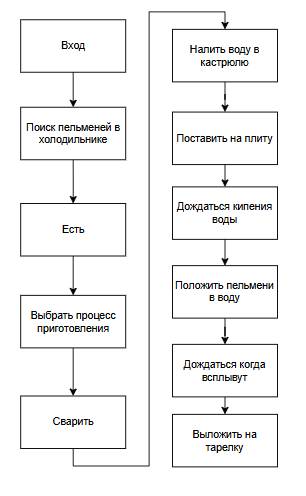 Вход
Поиск пельменей в
холодильнике
Есть
Выбрать процесс
приготовления
Сварить
Налить воду в
кастрюлю
Поставить на плиту
Дождаться кипения
воды
Положить пельмени
в воду
Дождаться когда
всплывут
Выложить на
тарелку